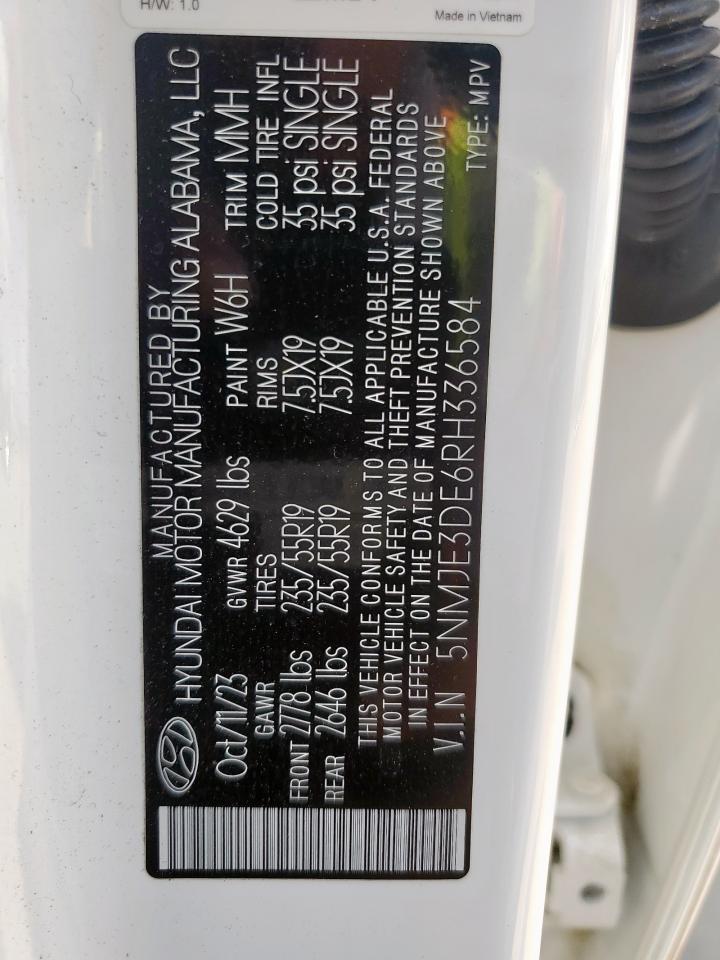 H/W: 1.0
Made in Vietnam
MANUFACTURED BY
HYUNDAI MOTOR MANUFACTURING ALABAMA, LLC
Oct/11/23 GVWR 4629 lbs PAINT W6H TRIM MMH
GAWR TIRES RIMS COLD TIRE INFL
FRONT 2778 lbs 235/55R19 7.5JX19 35 psi SINGLE
REAR 2646 lbs 235/55R19 7.5JX19 35 psi SINGLE
THIS VEHICLE CONFORMS TO ALL APPLICABLE U.S.A. FEDERAL
MOTOR VEHICLE SAFETY AND THEFT PREVENTION STANDARDS
IN EFFECT ON THE DATE OF MANUFACTURE SHOWN ABOVE
V.I.N 5NMJE3DE6RH336584 TYPE: MPV